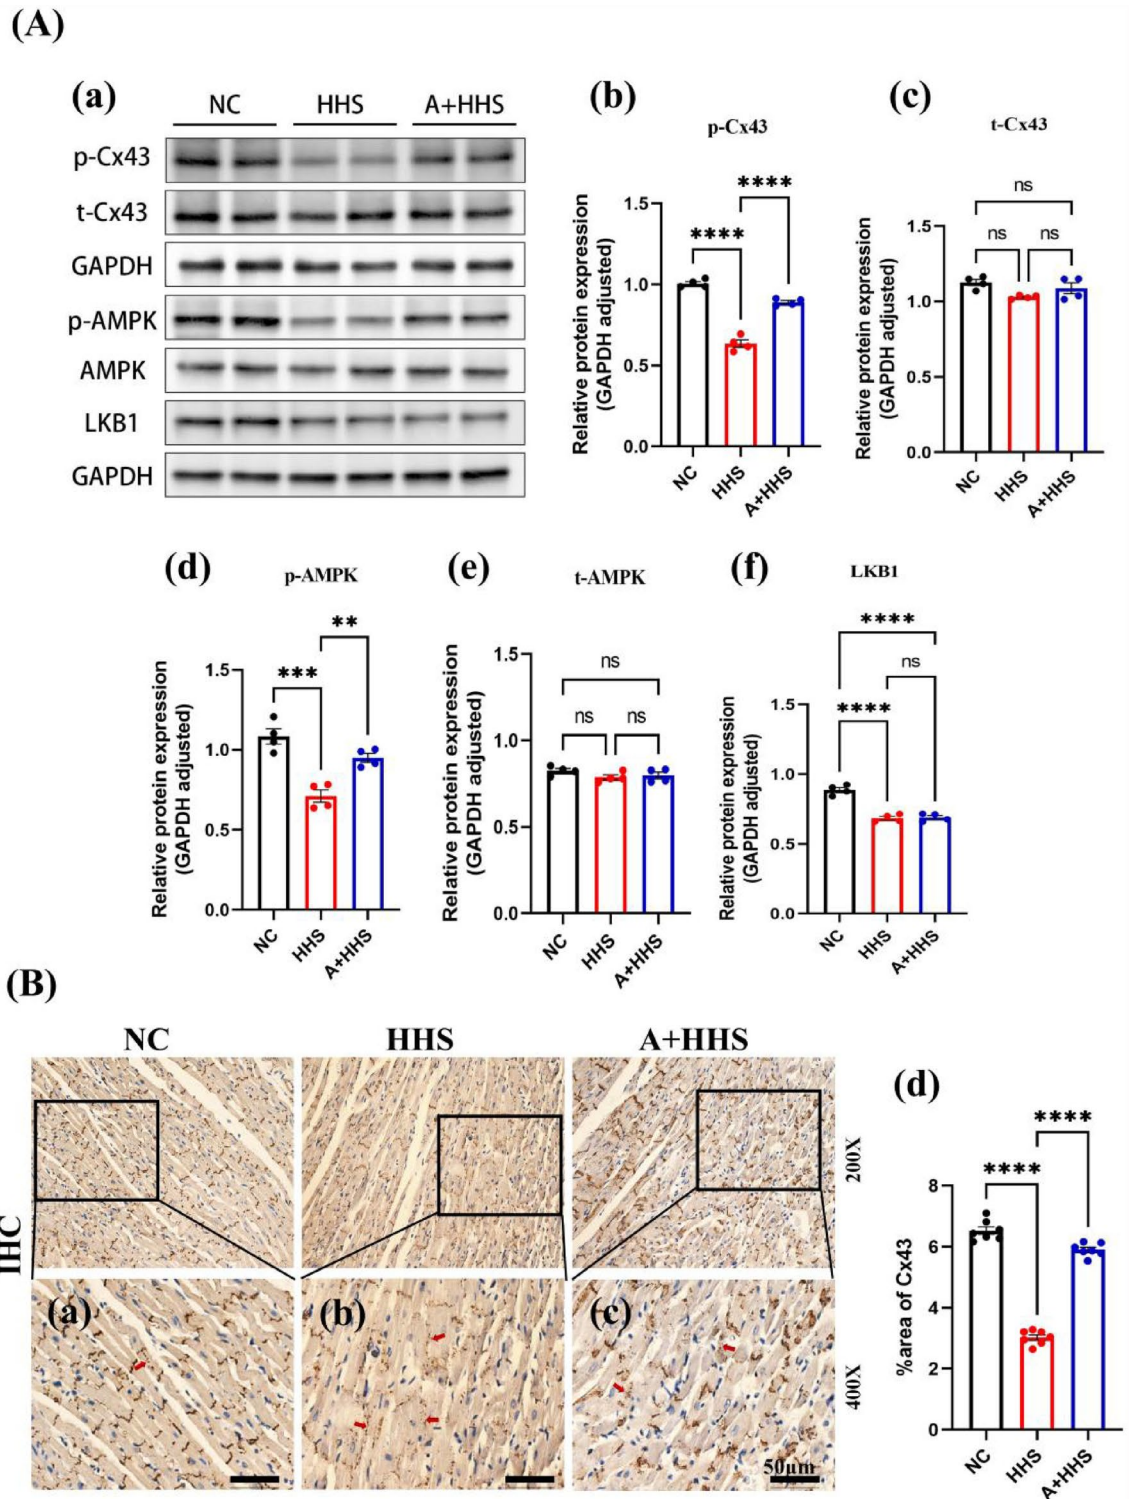 (A)
(a)
NC HHS A+HHS
p-Cx43
t-Cx43
GAPDH
p-AMPK
AMPK
LKB1
GAPDH
(b)
p-Cx43
Relative protein expression
(GAPDH adjusted)
****
****
1.5
1.0
0.5
0.0
NC HHS A+HHS
(c)
t-Cx43
Relative protein expression
(GAPDH adjusted)
ns
ns ns
1.5
1.0
0.5
0.0
NC HHS A+HHS
(d)
p-AMPK
Relative protein expression
(GAPDH adjusted)
**
***
1.5
1.0
0.5
0.0
NC HHS A+HHS
(e)
t-AMPK
Relative protein expression
(GAPDH adjusted)
ns
ns ns
1.5
1.0
0.5
0.0
NC HHS A+HHS
(f)
LKB1
Relative protein expression
(GAPDH adjusted)
****
ns
****
1.5
1.0
0.5
0.0
NC HHS A+HHS
(B)
NC HHS A+HHS
IHC
200X
(a) (b) (c)
400X
50μm
(d)
%area of Cx43
****
****
8
6
4
2
0
NC HHS A+HHS